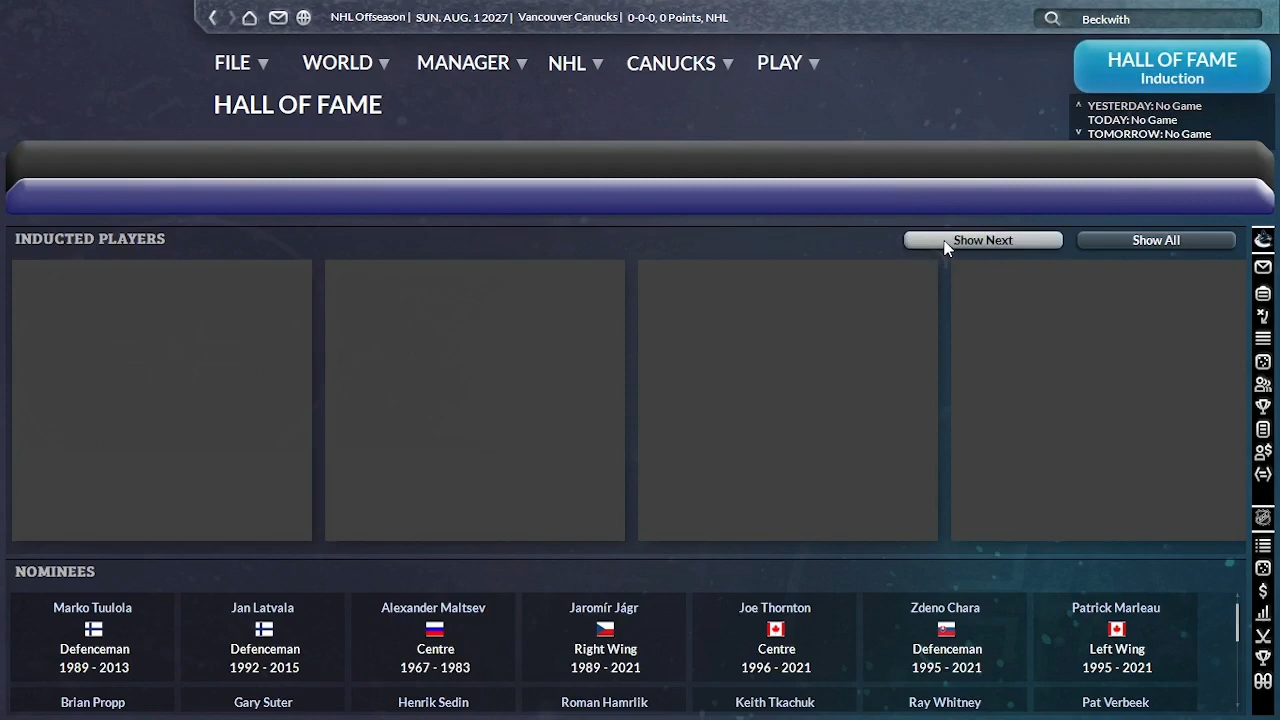 NHL Offseason | SUN. AUG. 1 2027 | Vancouver Canucks | 0-0-0, 0 Points, NHL
Beckwith
FILE WORLD MANAGER NHL CANUCKS PLAY
HALL OF FAME
Induction
HALL OF FAME
YESTERDAY: No Game
TODAY: No Game
TOMORROW: No Game
INDUCTED PLAYERS
Show Next
Show All
NOMINEES
Marko Tuulola
Defenceman
1989 - 2013
Jan Latvala
Defenceman
1992 - 2015
Alexander Maltsev
Centre
1967 - 1983
Jaromír Jágr
Right Wing
1989 - 2021
Joe Thornton
Centre
1996 - 2021
Zdeno Chara
Defenceman
1995 - 2021
Patrick Marleau
Left Wing
1995 - 2021
Brian Propp
Gary Suter
Henrik Sedin
Roman Hamrlik
Keith Tkachuk
Ray Whitney
Pat Verbeek